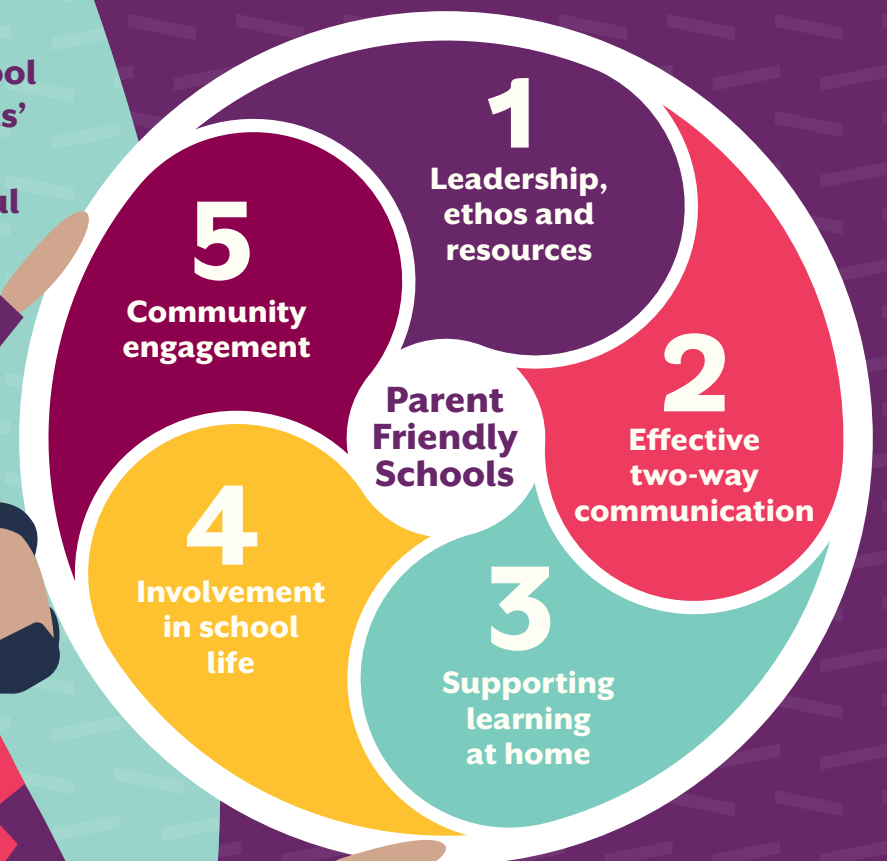 1
Leadership,
ethos and
resources
2
Effective
two-way
communication
3
Supporting
learning
at home
4
Involvement
in school
life
5
Community
engagement
Parent
Friendly
Schools